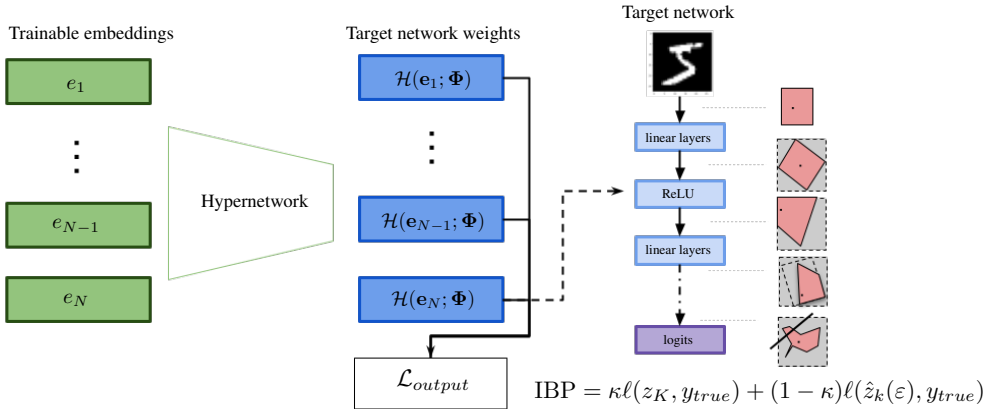 Target network
Trainable embeddings
Target network weights
e_1
H(e_1; Φ)
linear layers
Hypernetwork
ReLU
e_{N−1}
H(e_{N−1}; Φ)
linear layers
e_N
H(e_N; Φ)
logits
L_{output}
IBP = κℓ(z_K, y_{true}) + (1 − κ)ℓ(ẑ_k(ε), y_{true})